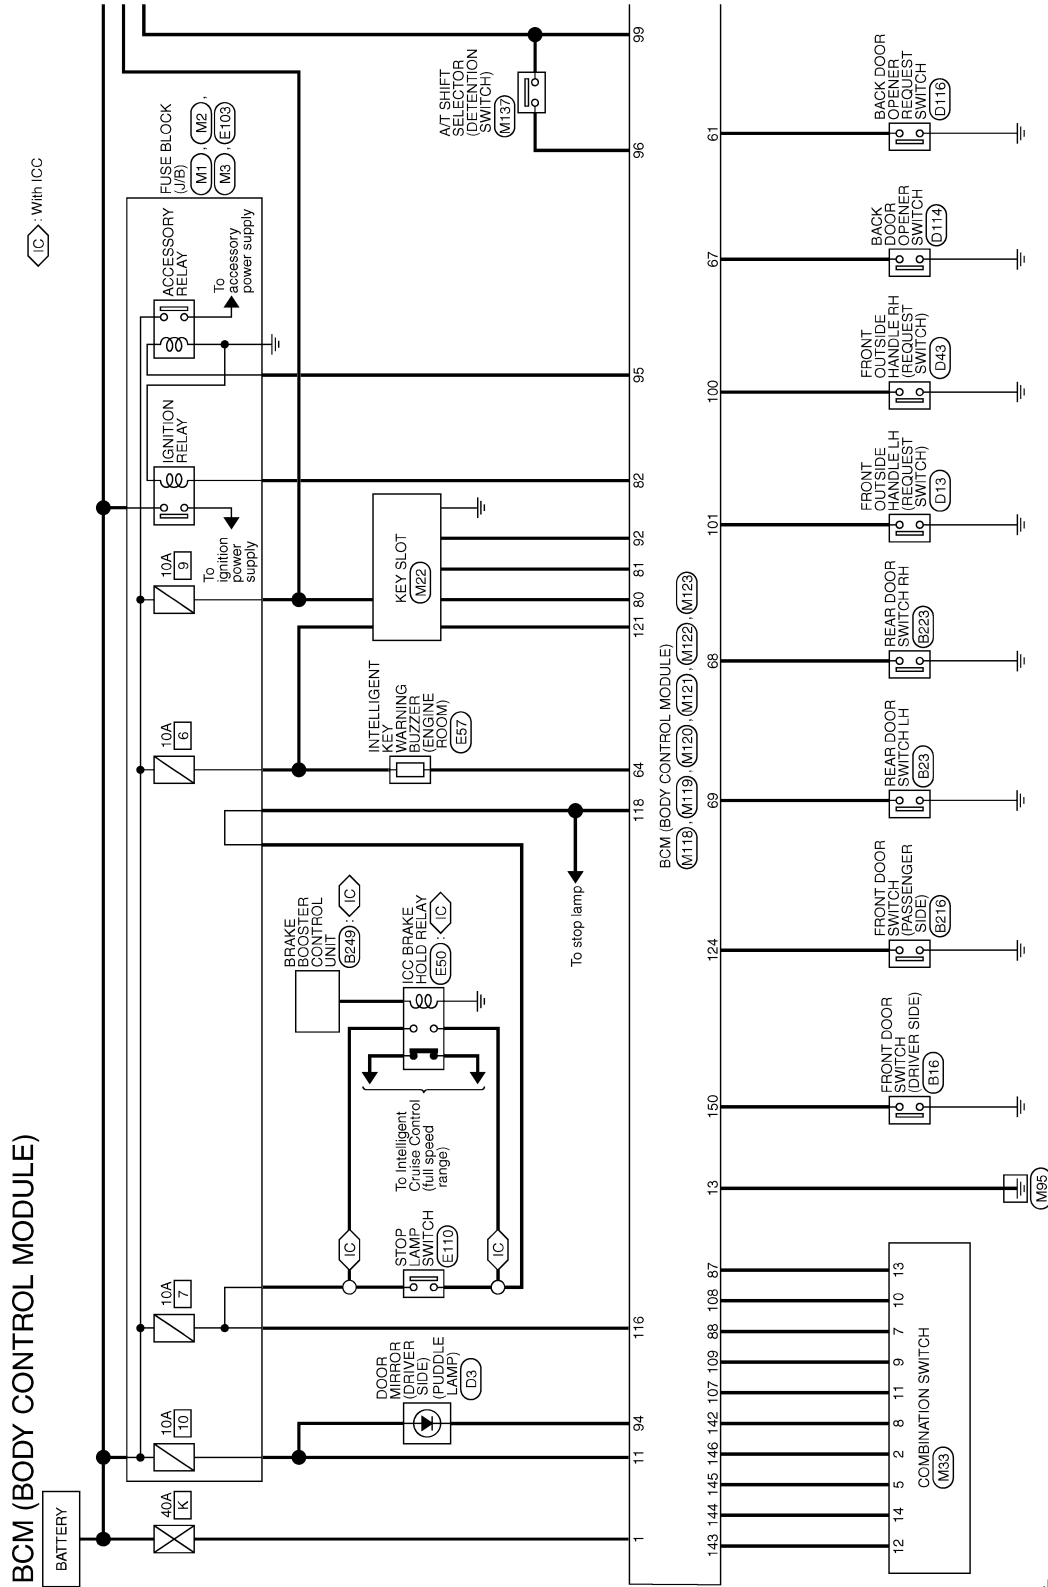 BCM (BODY CONTROL MODULE)
IC : With ICC
BATTERY
40A
K
10A
10
10A
7
10A
6
10A
9
To
ignition
power
supply
IGNITION
RELAY
ACCESSORY
RELAY
To
accessory
power supply
FUSE BLOCK
(J/B)
M1 , M2 ,
M3 , E103
DOOR
MIRROR
(DRIVER
SIDE)
(PUDDLE
LAMP)
D3
STOP
LAMP
SWITCH
E110
IC
IC
To Intelligent
Cruise Control
(full speed
range)
BRAKE
BOOSTER
CONTROL
UNIT
B249 : IC
ICC BRAKE
HOLD RELAY
E50 : IC
To stop lamp
INTELLIGENT
KEY
WARNING
BUZZER
(ENGINE
ROOM)
E57
KEY SLOT
M22
A/T SHIFT
SELECTOR
(DETENTION
SWITCH)
M137
1
11
94
116
118
64
121
80
81
92
82
95
96
99
BCM (BODY CONTROL MODULE)
M118 , M119 , M120 , M121 , M122 , M123
143
144
145
146
142
107
109
88
108
87
13
150
124
69
68
101
100
67
61
12
14
5
2
8
11
9
7
10
13
COMBINATION SWITCH
M33
M95
FRONT DOOR
SWITCH
(DRIVER SIDE)
B16
FRONT DOOR
SWITCH
(PASSENGER
SIDE)
B216
REAR DOOR
SWITCH LH
B23
REAR DOOR
SWITCH RH
B223
FRONT
OUTSIDE
HANDLE LH
(REQUEST
SWITCH)
D13
FRONT
OUTSIDE
HANDLE RH
(REQUEST
SWITCH)
D43
BACK
DOOR
OPENER
SWITCH
D114
BACK DOOR
OPENER
REQUEST
SWITCH
D116